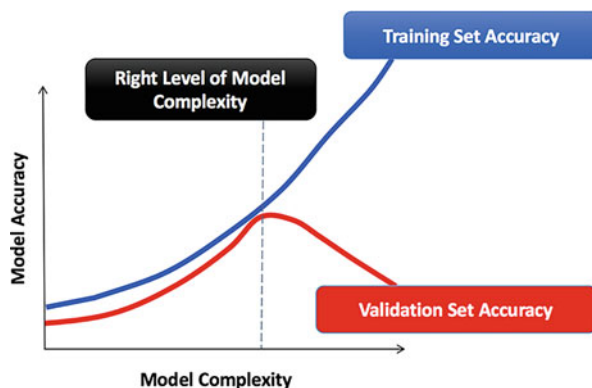 Training Set Accuracy
Right Level of Model
Complexity
Model Accuracy
Validation Set Accuracy
Model Complexity